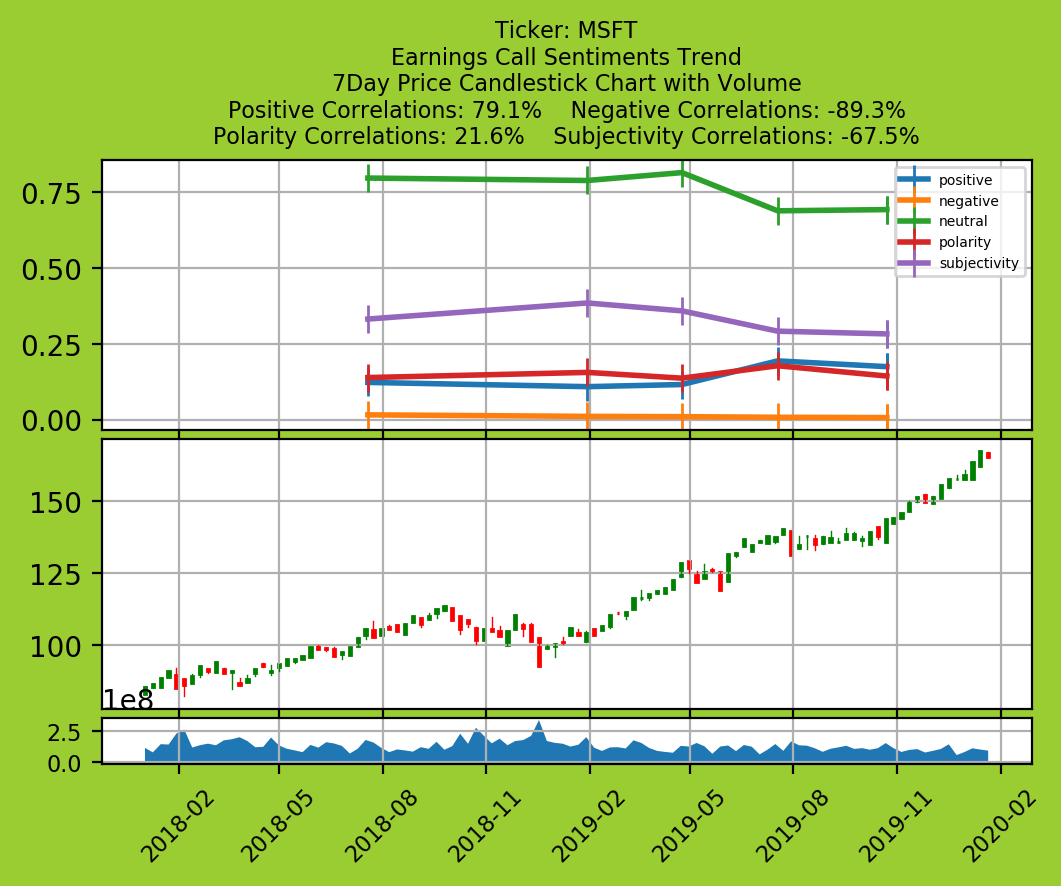 Ticker: MSFT
Earnings Call Sentiments Trend
7Day Price Candlestick Chart with Volume
Positive Correlations: 79.1%    Negative Correlations: -89.3%
Polarity Correlations: 21.6%    Subjectivity Correlations: -67.5%
0.75
0.50
0.25
0.00
positive
negative
neutral
polarity
subjectivity
150
125
100
1e8
2.5
0.0
2018-02
2018-05
2018-08
2018-11
2019-02
2019-05
2019-08
2019-11
2020-02